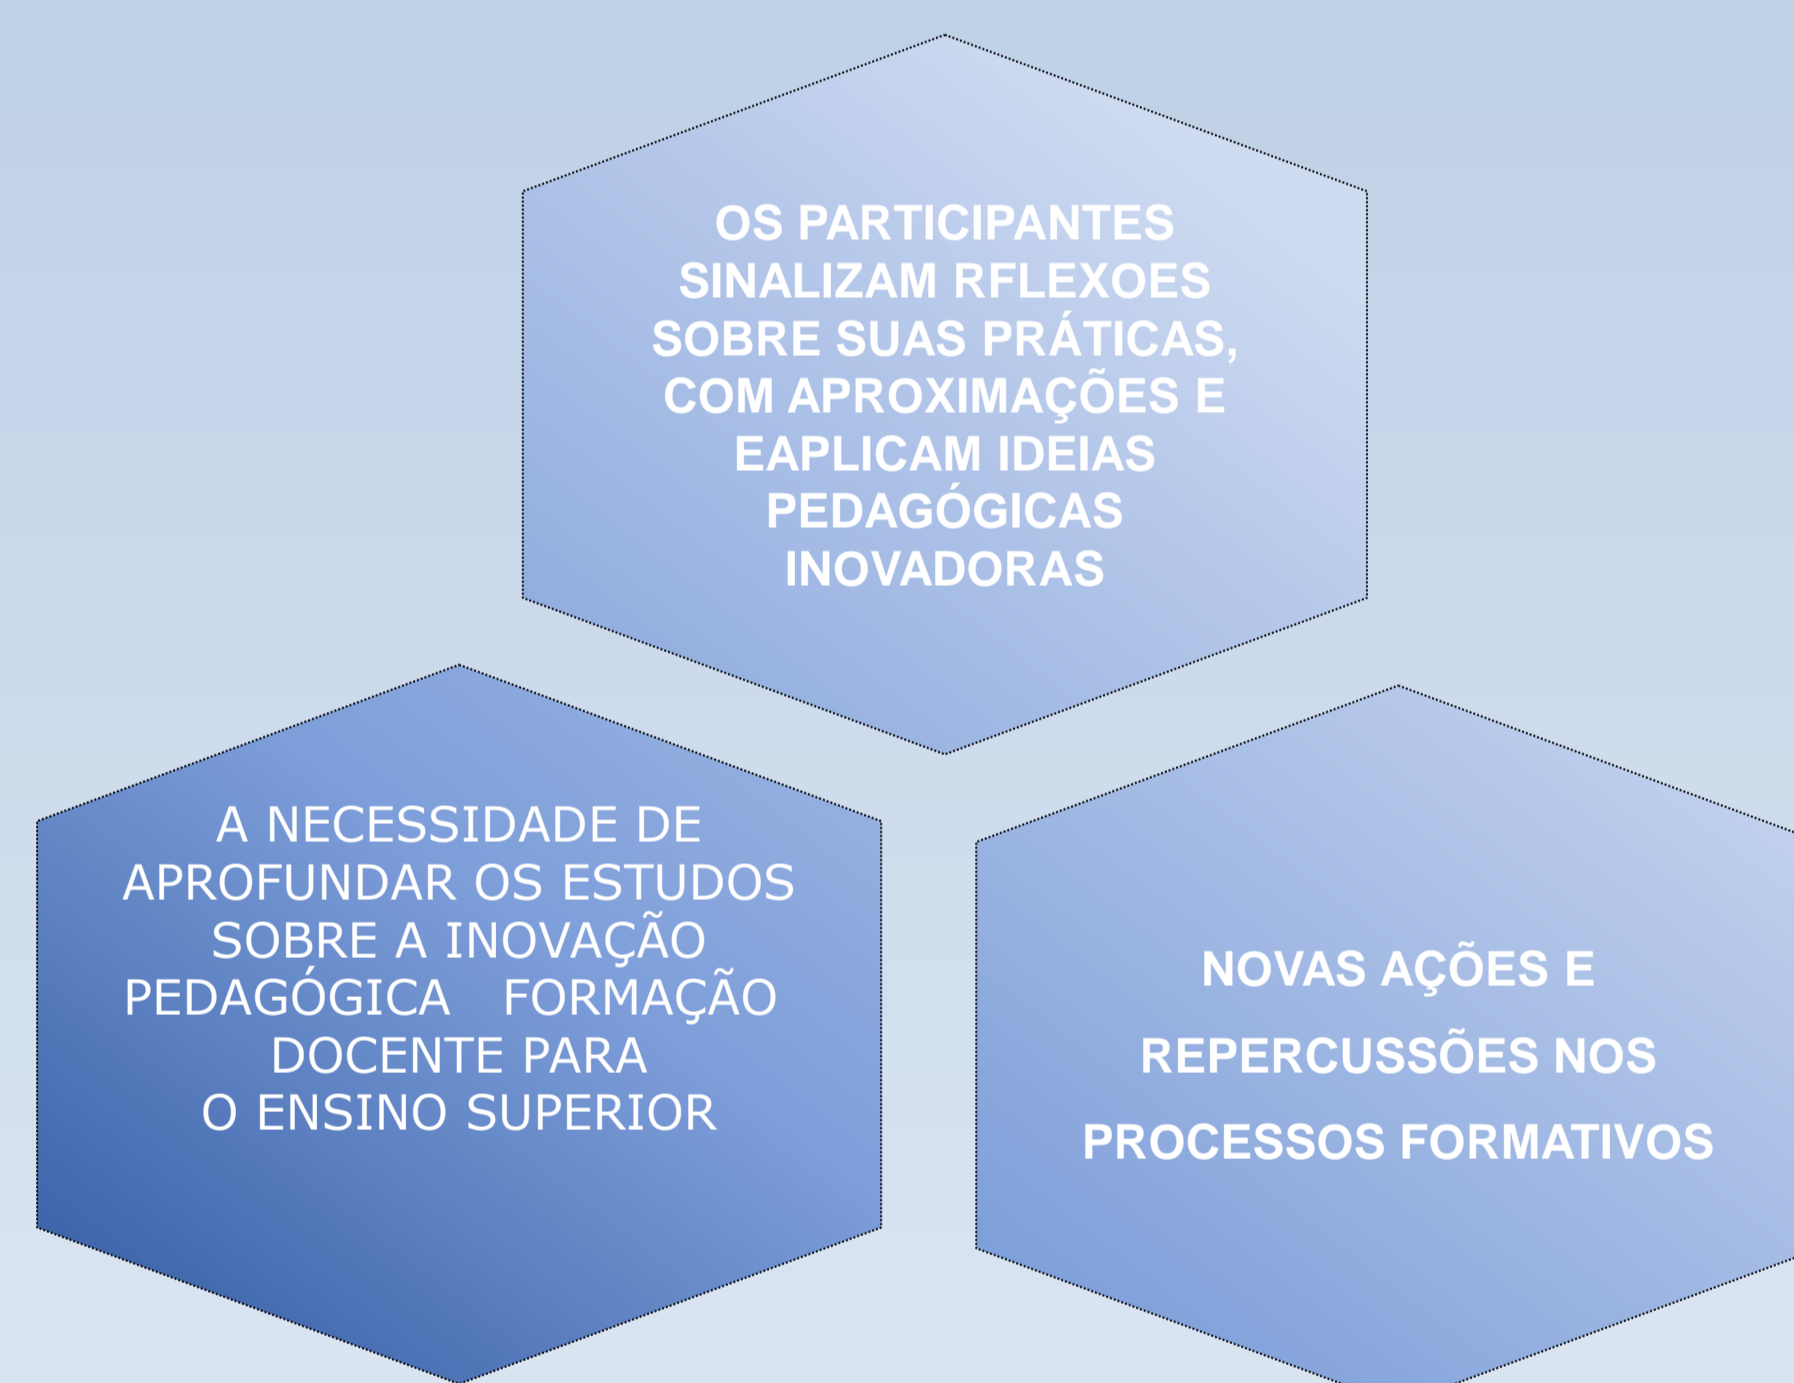 OS PARTICIPANTES
SINALIZAM RFLEXOES
SOBRE SUAS PRÁTICAS,
COM APROXIMAÇÕES E
EAPLICAM IDEIAS
PEDAGÓGICAS
INOVADORAS
A NECESSIDADE DE
APROFUNDAR OS ESTUDOS
SOBRE A INOVAÇÃO
PEDAGÓGICA FORMAÇÃO
DOCENTE PARA
O ENSINO SUPERIOR
NOVAS AÇÕES E
REPERCUSSÕES NOS
PROCESSOS FORMATIVOS